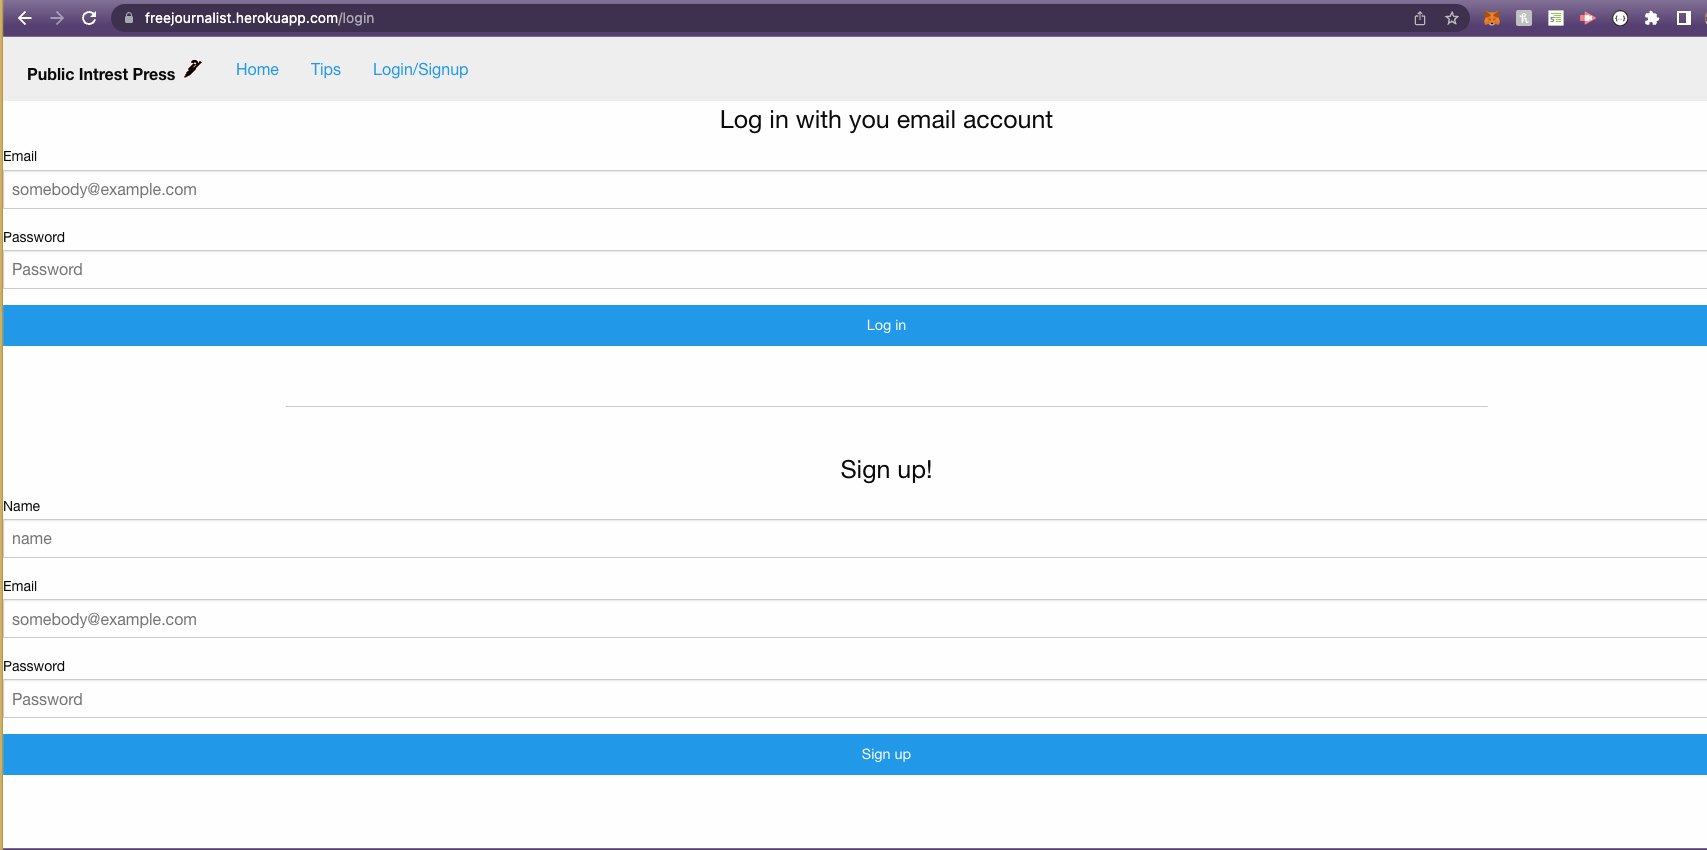 freejournalist.herokuapp.com/login
Public Intrest Press Home Tips Login/Signup
Log in with you email account
Email
somebody@example.com
Password
Password
Log in
Sign up!
Name
name
Email
somebody@example.com
Password
Password
Sign up